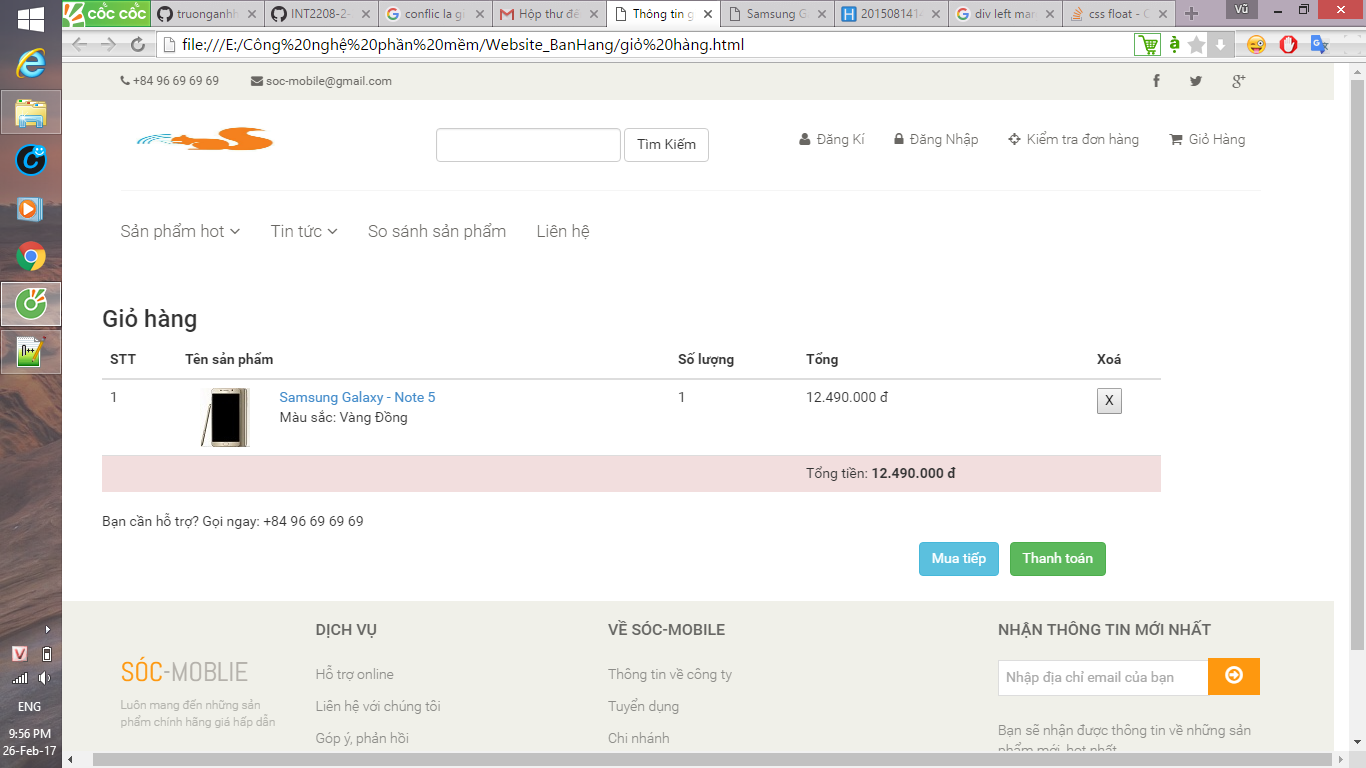 cốc cốc
truonganhh
INT2208-2-
conflic la gi
Hộp thư đế
Thông tin g
Samsung G
2015081414
div left mar
css float - C
Vũ
file:///E:/Công%20nghệ%20phần%20mềm/Website_BanHang/giỏ%20hàng.html
+84 96 69 69 69
soc-mobile@gmail.com
Tìm Kiếm
Đăng Kí
Đăng Nhập
Kiểm tra đơn hàng
Giỏ Hàng
Sản phẩm hot
Tin tức
So sánh sản phẩm
Liên hệ
Giỏ hàng
STT Tên sản phẩm Số lượng Tổng Xoá
1 Samsung Galaxy - Note 5 1 12.490.000 đ X
Màu sắc: Vàng Đồng
Tổng tiền: 12.490.000 đ
Bạn cần hỗ trợ? Gọi ngay: +84 96 69 69 69
Mua tiếp
Thanh toán
SÓC-MOBLIE
Luôn mang đến những sản
phẩm chính hãng giá hấp dẫn
DỊCH VỤ
Hỗ trợ online
Liên hệ với chúng tôi
Góp ý, phản hồi
VỀ SÓC-MOBILE
Thông tin về công ty
Tuyển dụng
Chi nhánh
NHẬN THÔNG TIN MỚI NHẤT
Nhập địa chỉ email của bạn
Bạn sẽ nhận được thông tin về những sản
phẩm mới, hot nhất
ENG
9:56 PM
26-Feb-17